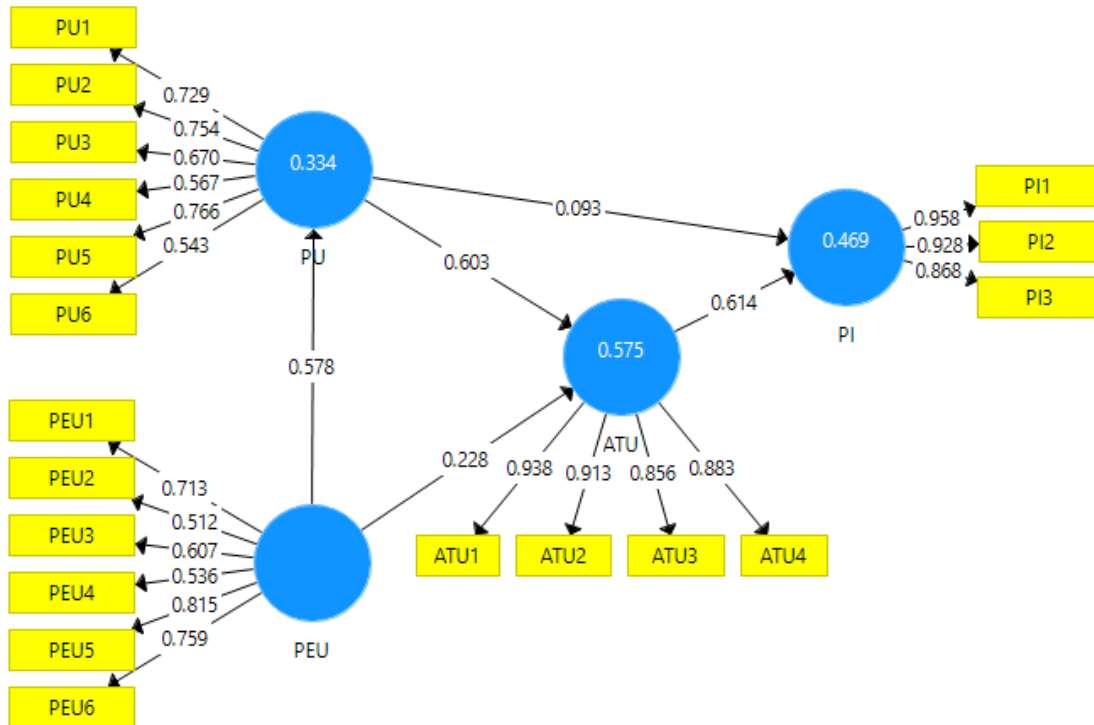 PU1
PU2
PU3
PU4
PU5
PU6
0.729
0.754
0.670
0.567
0.766
0.543
0.334
PU
0.093
0.603
0.578
PEU1
PEU2
PEU3
PEU4
PEU5
PEU6
0.713
0.512
0.607
0.536
0.815
0.759
PEU
0.228
0.575
ATU
0.938
0.913
0.856
0.883
ATU1
ATU2
ATU3
ATU4
0.614
0.469
PI
0.958
0.928
0.868
PI1
PI2
PI3